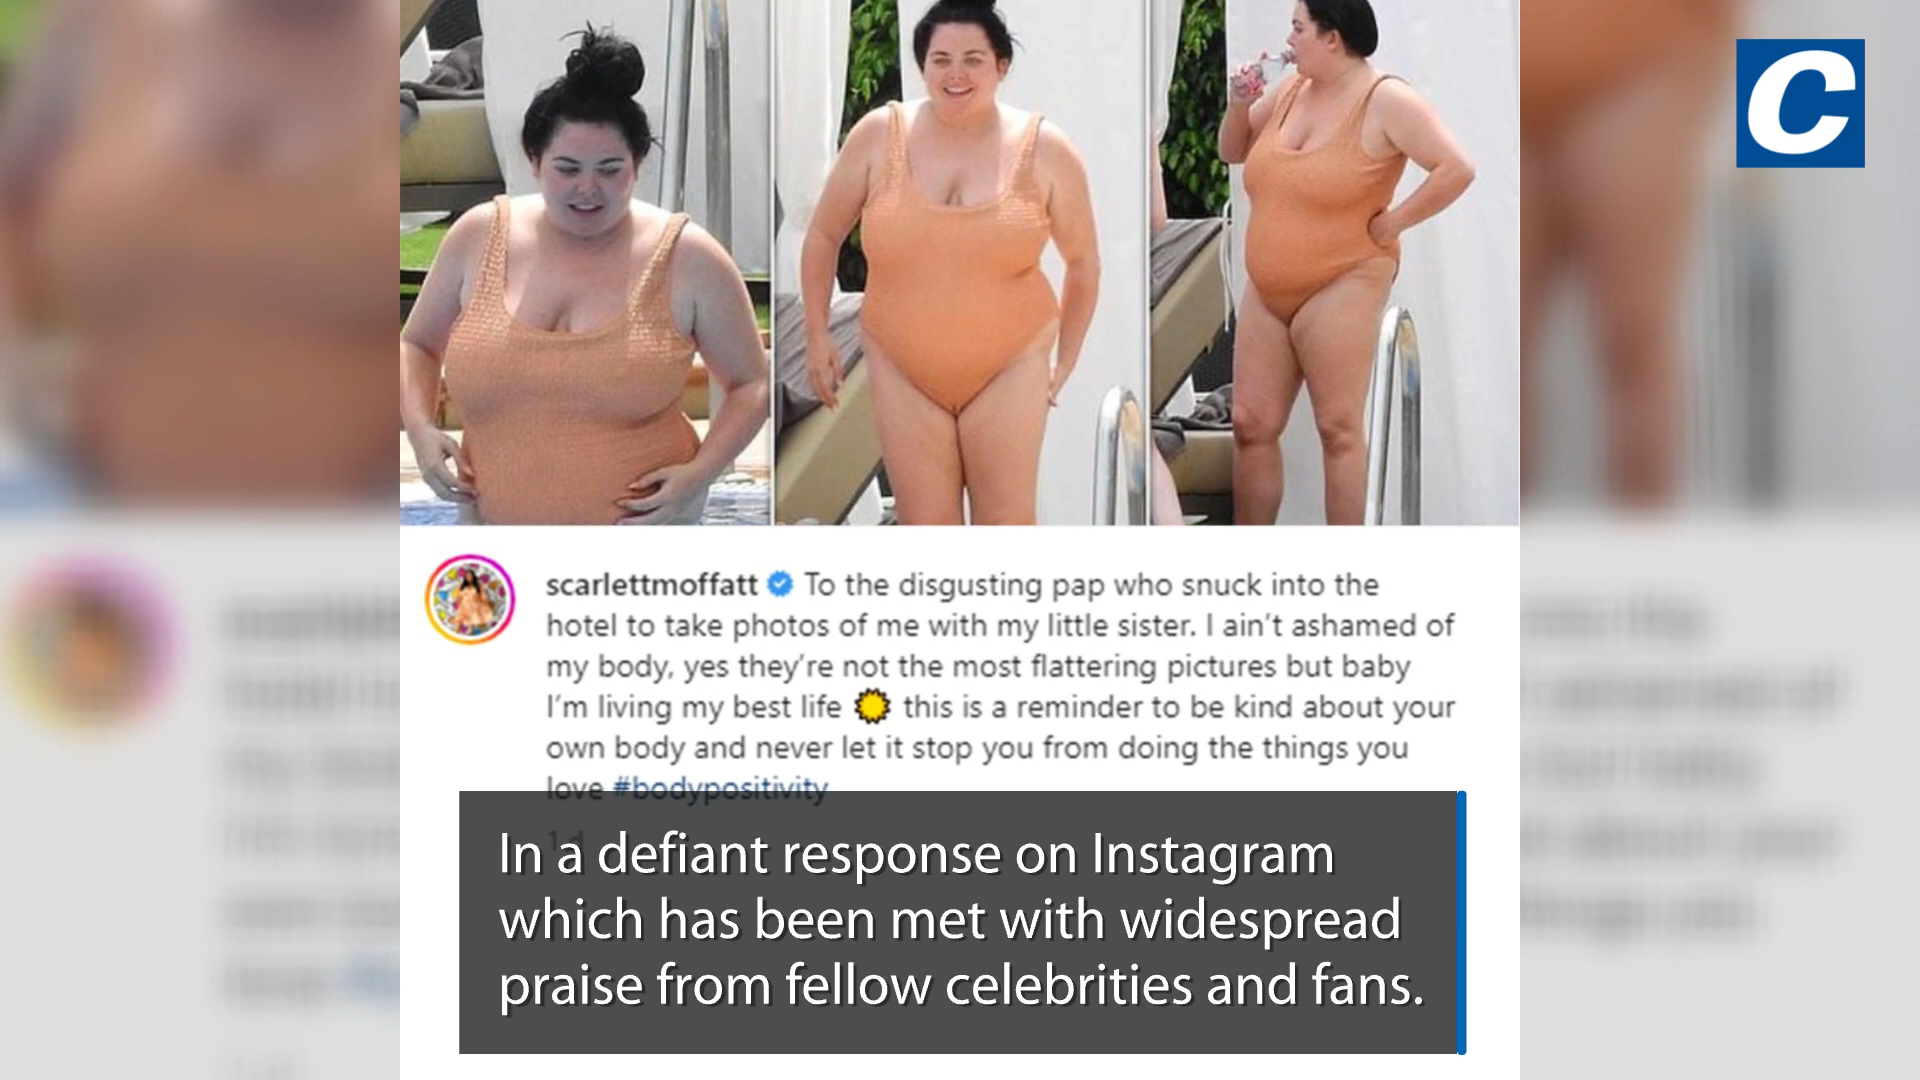 C
scarlettmoffatt To the disgusting pap who snuck into the
hotel to take photos of me with my little sister. I ain't ashamed of
my body, yes they're not the most flattering pictures but baby
I'm living my best life this is a reminder to be kind about your
own body and never let it stop you from doing the things you
love #bodypositivity
1d
In a defiant response on Instagram
which has been met with widespread
praise from fellow celebrities and fans.